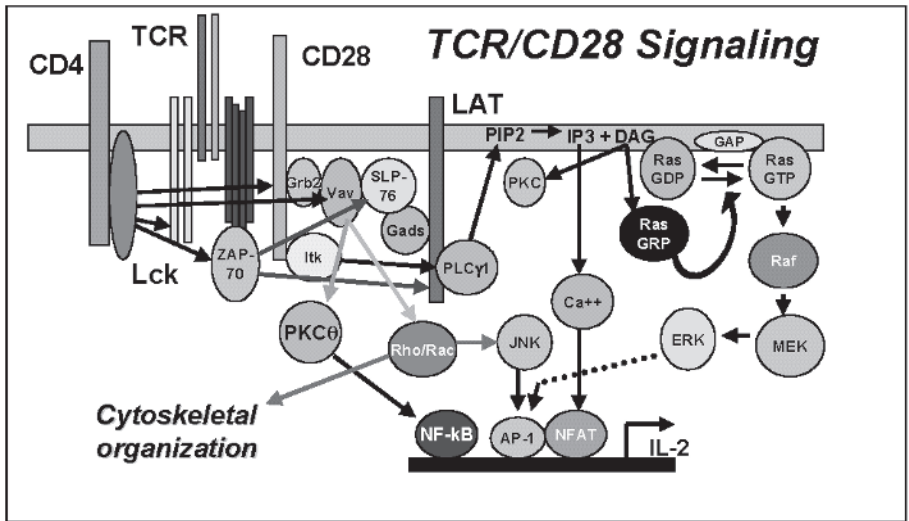 TCR/CD28 Signaling
TCR
CD4
CD28
LAT
PIP2
IP3 + DAG
GAP
Ras
GDP
Ras
GTP
Grb2
Vav
SLP-
76
PKC
Gads
Ras
GRP
Lck
ZAP-
70
Itk
PLCγ1
Raf
Ca++
PKCθ
Rho/Rac
JNK
ERK
MEK
Cytoskeletal
organization
NF-kB
AP-1
NFAT
IL-2